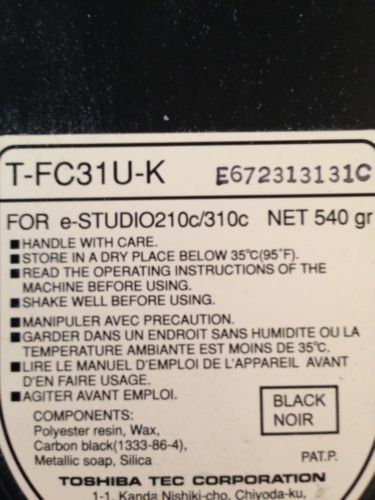 T-FC31U-K E672313131C
FOR e-STUDIO210c/310c NET 540 gr
■HANDLE WITH CARE.
■STORE IN A DRY PLACE BELOW 35℃(95°F).
■READ THE OPERATING INSTRUCTIONS OF THE
MACHINE BEFORE USING.
■SHAKE WELL BEFORE USING.
■MANIPULER AVEC PRECAUTION.
■GARDER DANS UN ENDROIT SANS HUMIDITE OU LA
TEMPERATURE AMBIANTE EST MOINS DE 35℃.
■LIRE LE MANUEL D'EMPLOI DE L'APPAREIL AVANT
D'EN FAIRE USAGE.
■AGITER AVANT EMPLOI.
BLACK
NOIR
COMPONENTS:
Polyester resin, Wax,
Carbon black(1333-86-4),
Metallic soap, Silica
PAT.P.
TOSHIBA TEC CORPORATION
1-1, Kanda Nishiki-cho, Chiyoda-ku,